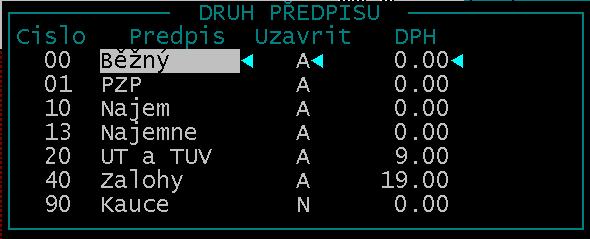 DRUH PŘEDPISU
Cislo Predpis Uzavrit DPH
00 Běžný A 0.00
01 PZP A 0.00
10 Najem A 0.00
13 Najemne A 0.00
20 UT a TUV A 9.00
40 Zalohy A 19.00
90 Kauce N 0.00